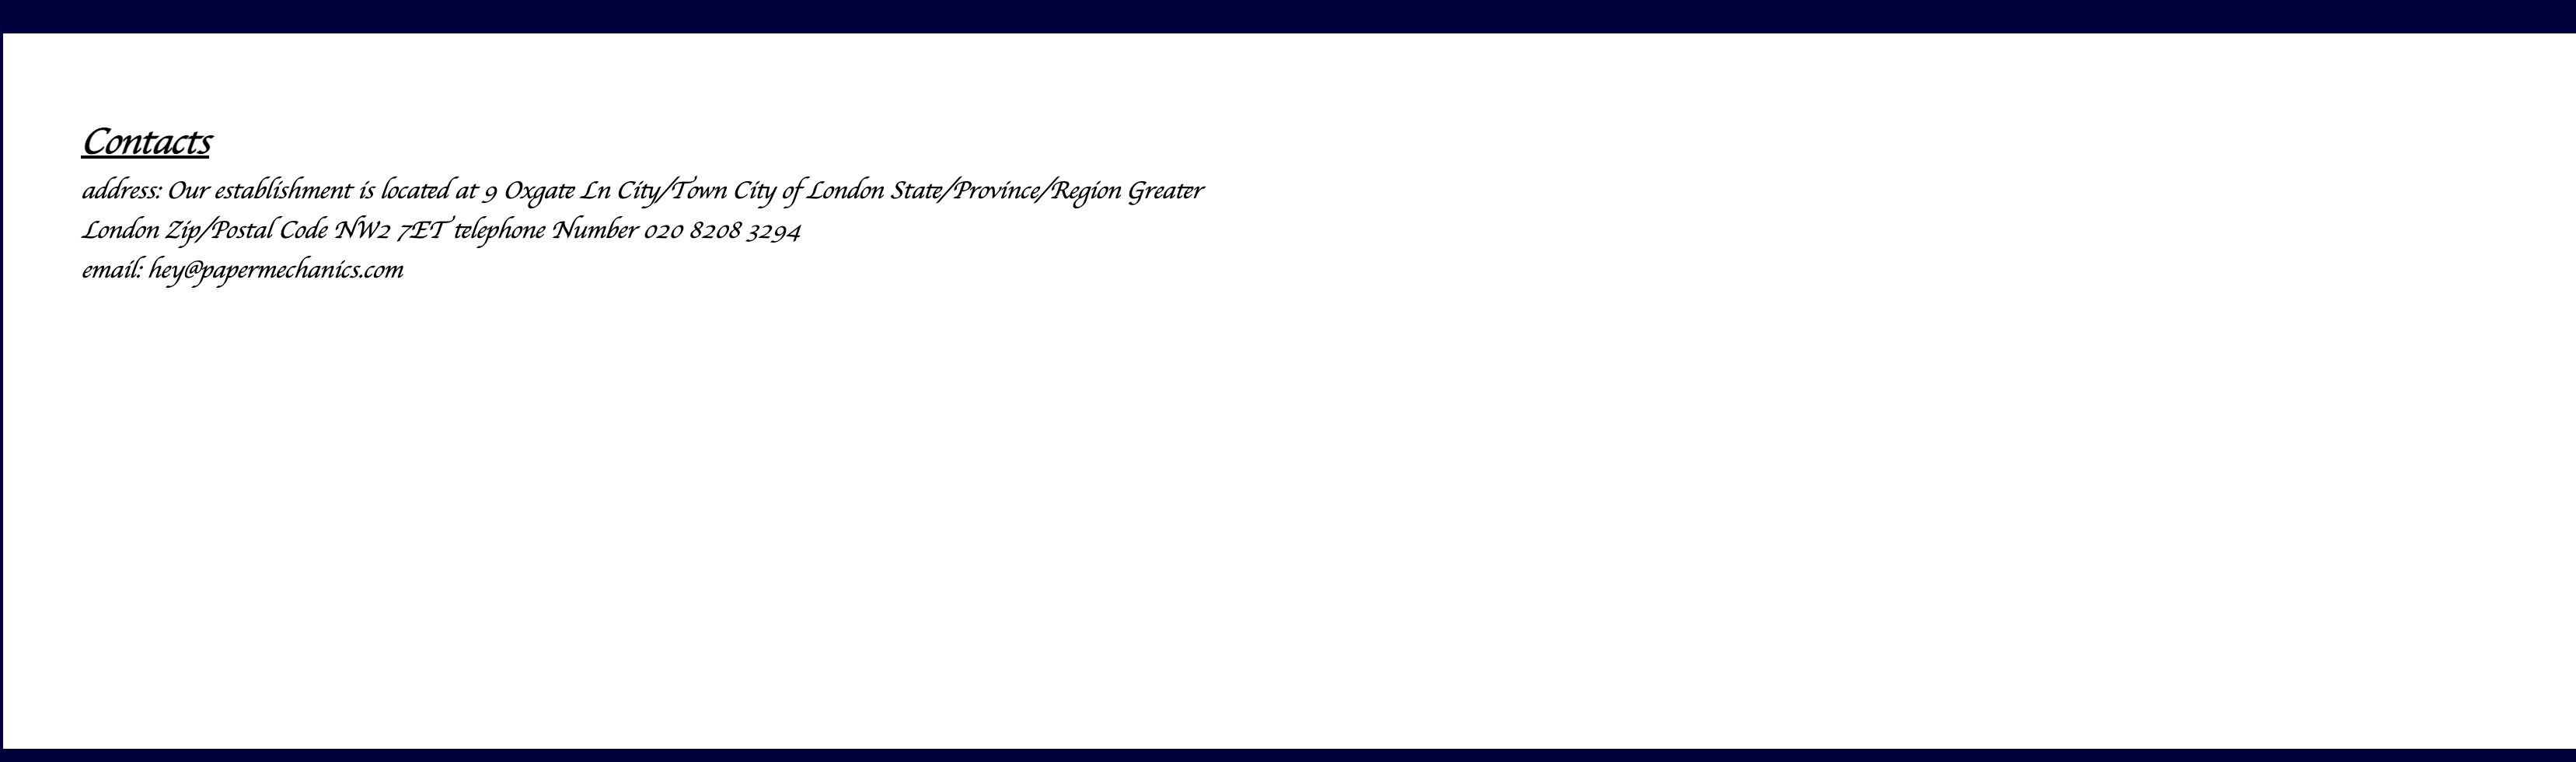 Contacts
address: Our establishment is located at 9 Oxgate Ln City/Town City of London State/Province/Region Greater
London Zip/Postal Code NW2 7ET telephone Number 020 8208 3294
email: hey@papermechanics.com